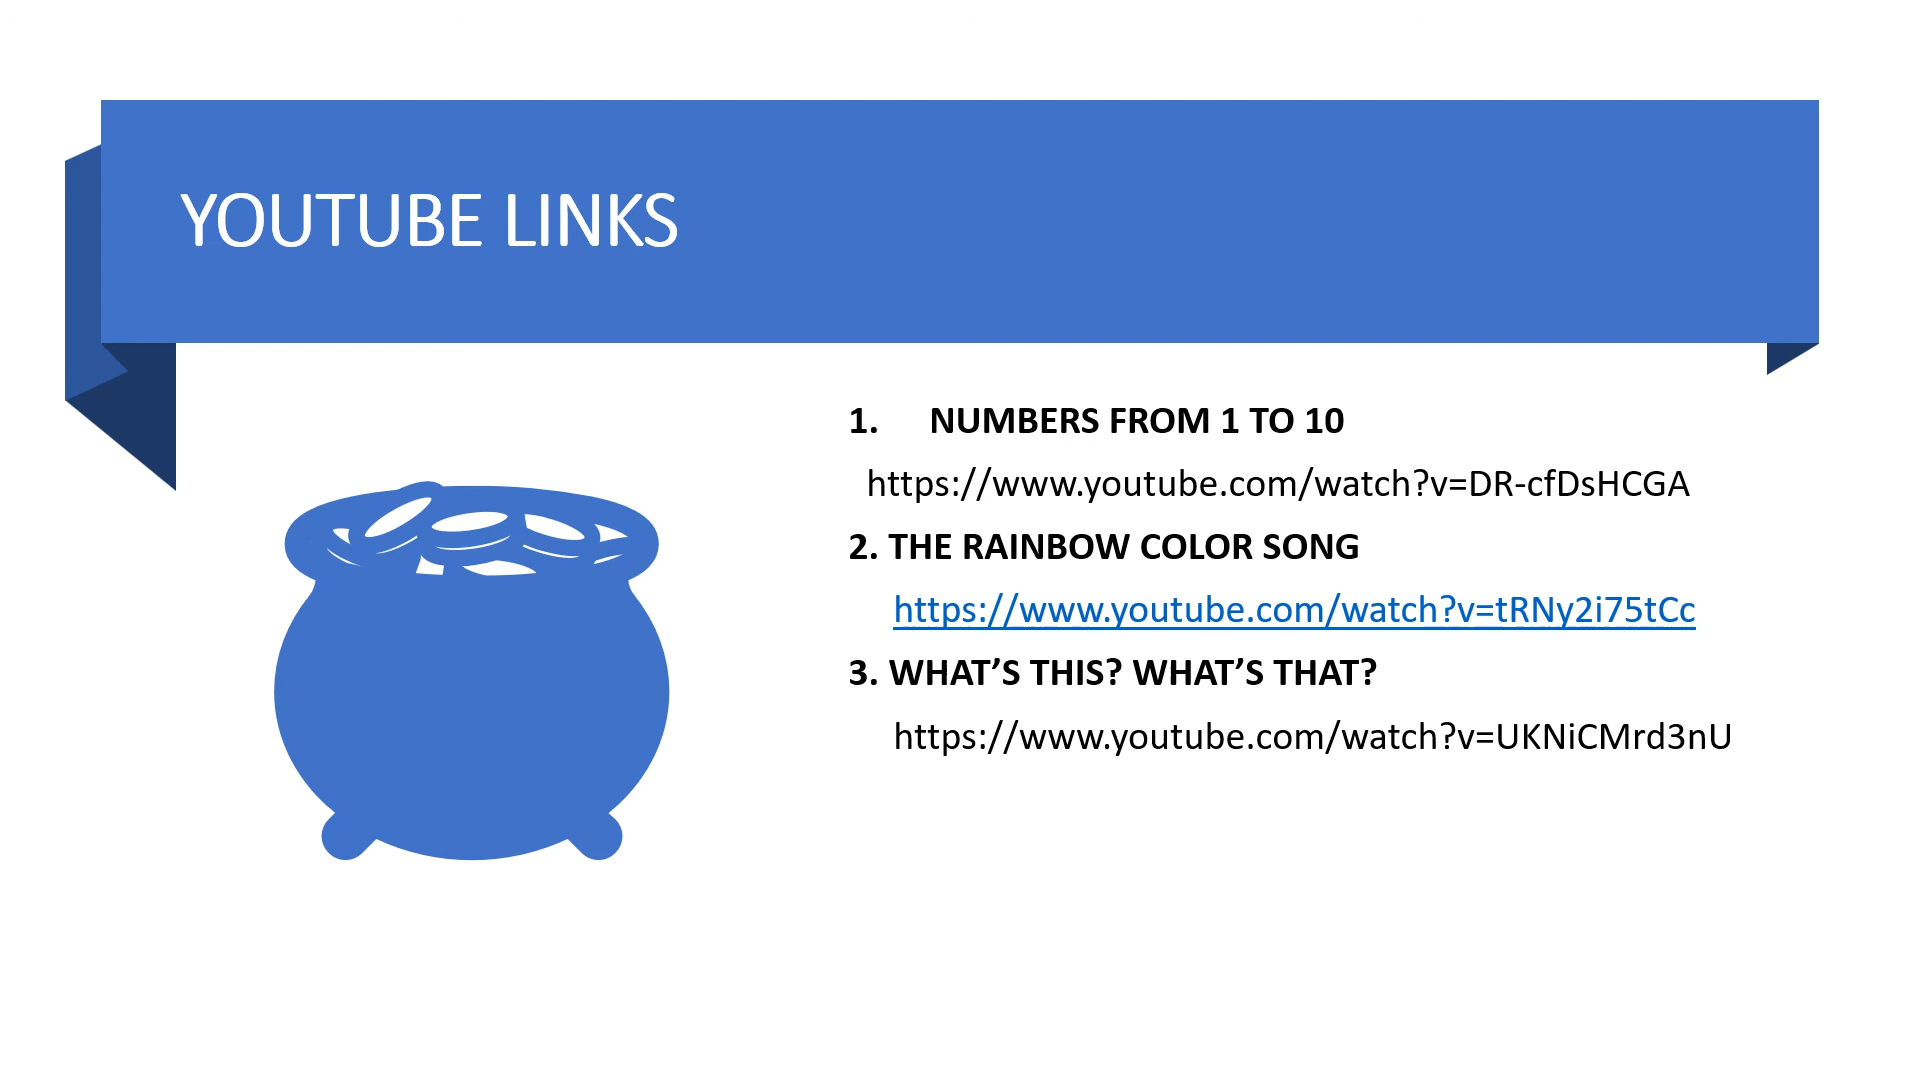 YOUTUBE LINKS
1. NUMBERS FROM 1 TO 10
https://www.youtube.com/watch?v=DR-cfDsHCGA
2. THE RAINBOW COLOR SONG
https://www.youtube.com/watch?v=tRNy2i75tCc
3. WHAT’S THIS? WHAT’S THAT?
https://www.youtube.com/watch?v=UKNiCMrd3nU